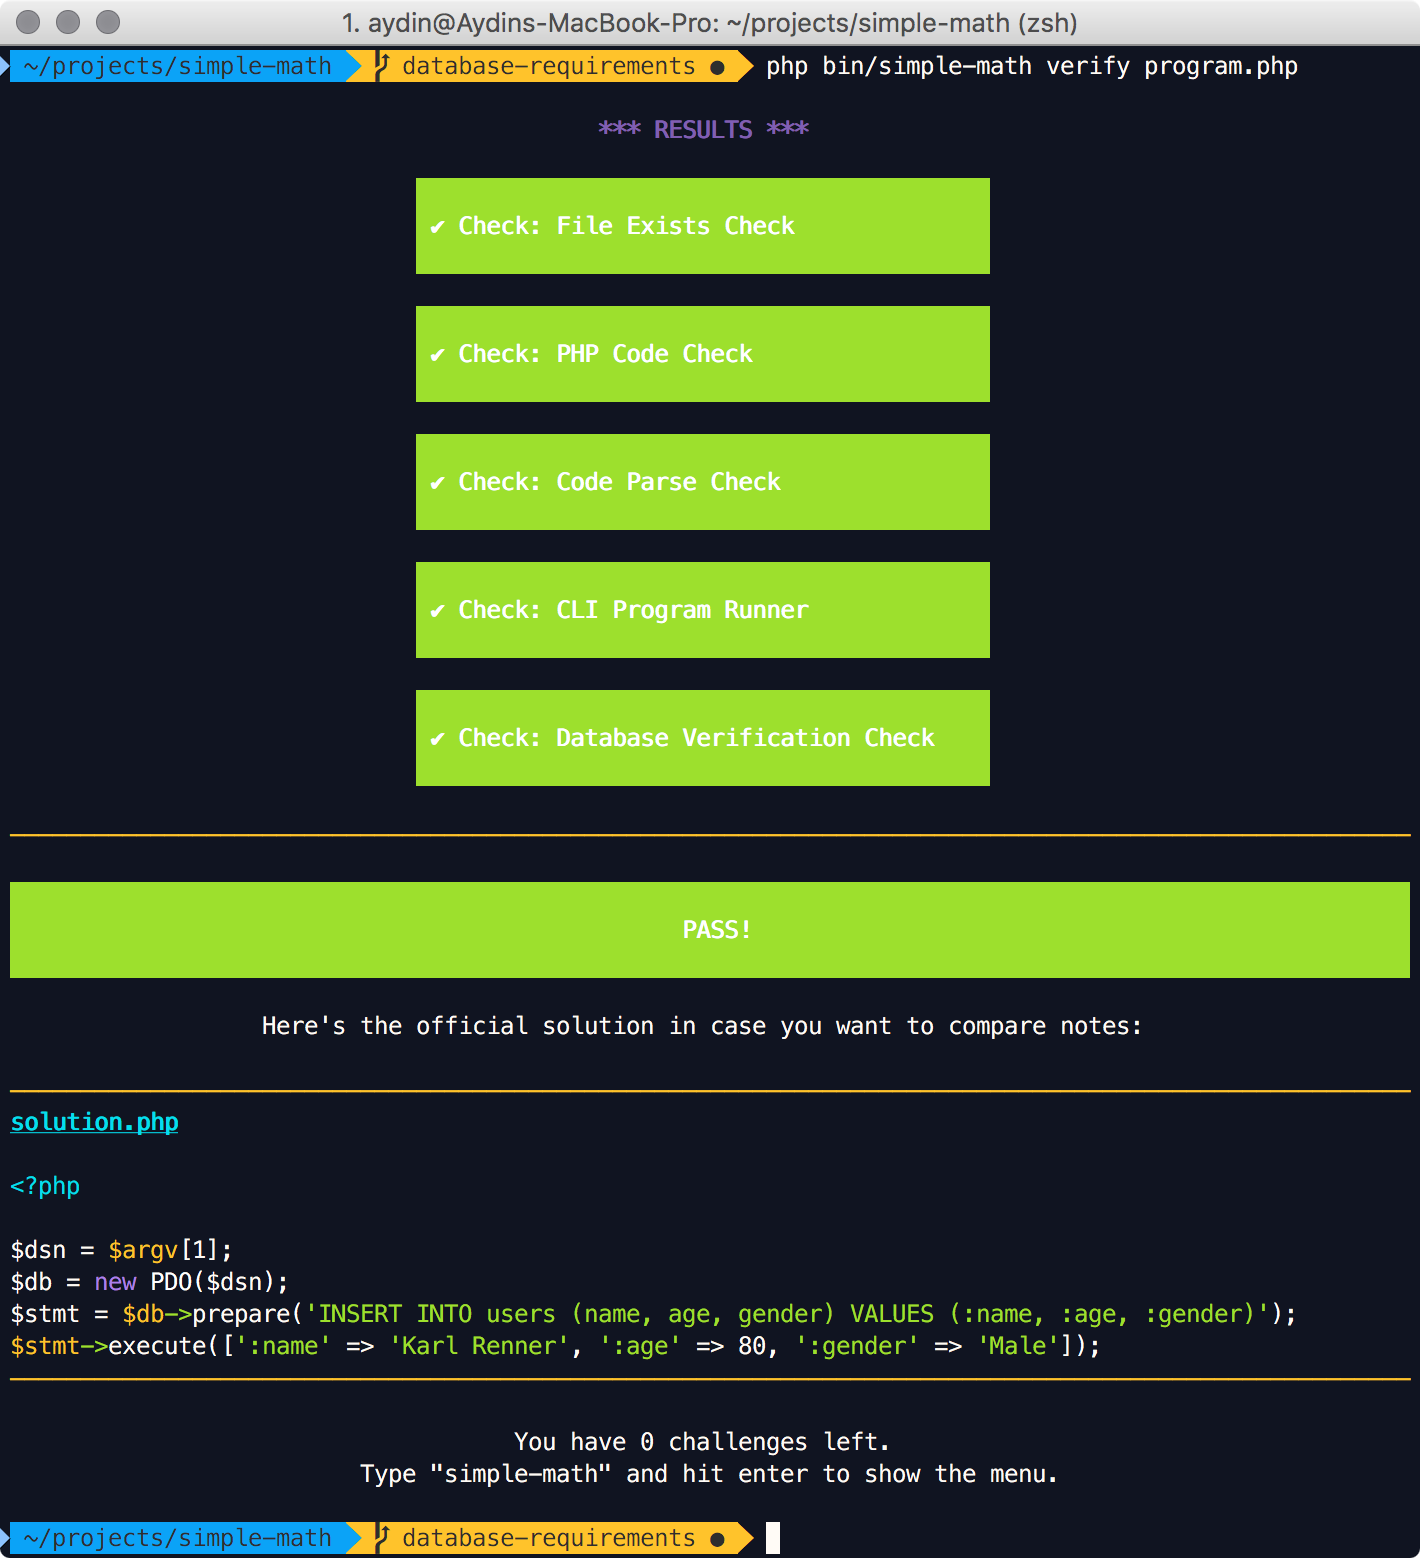 1. aydin@Aydins-MacBook-Pro: ~/projects/simple-math (zsh)
~/projects/simple-math database-requirements ● php bin/simple-math verify program.php
*** RESULTS ***
✔ Check: File Exists Check
✔ Check: PHP Code Check
✔ Check: Code Parse Check
✔ Check: CLI Program Runner
✔ Check: Database Verification Check
PASS!
Here's the official solution in case you want to compare notes:
solution.php
<?php
$dsn = $argv[1];
$db = new PDO($dsn);
$stmt = $db->prepare('INSERT INTO users (name, age, gender) VALUES (:name, :age, :gender)');
$stmt->execute([':name' => 'Karl Renner', ':age' => 80, ':gender' => 'Male']);
You have 0 challenges left.
Type "simple-math" and hit enter to show the menu.
~/projects/simple-math database-requirements ●